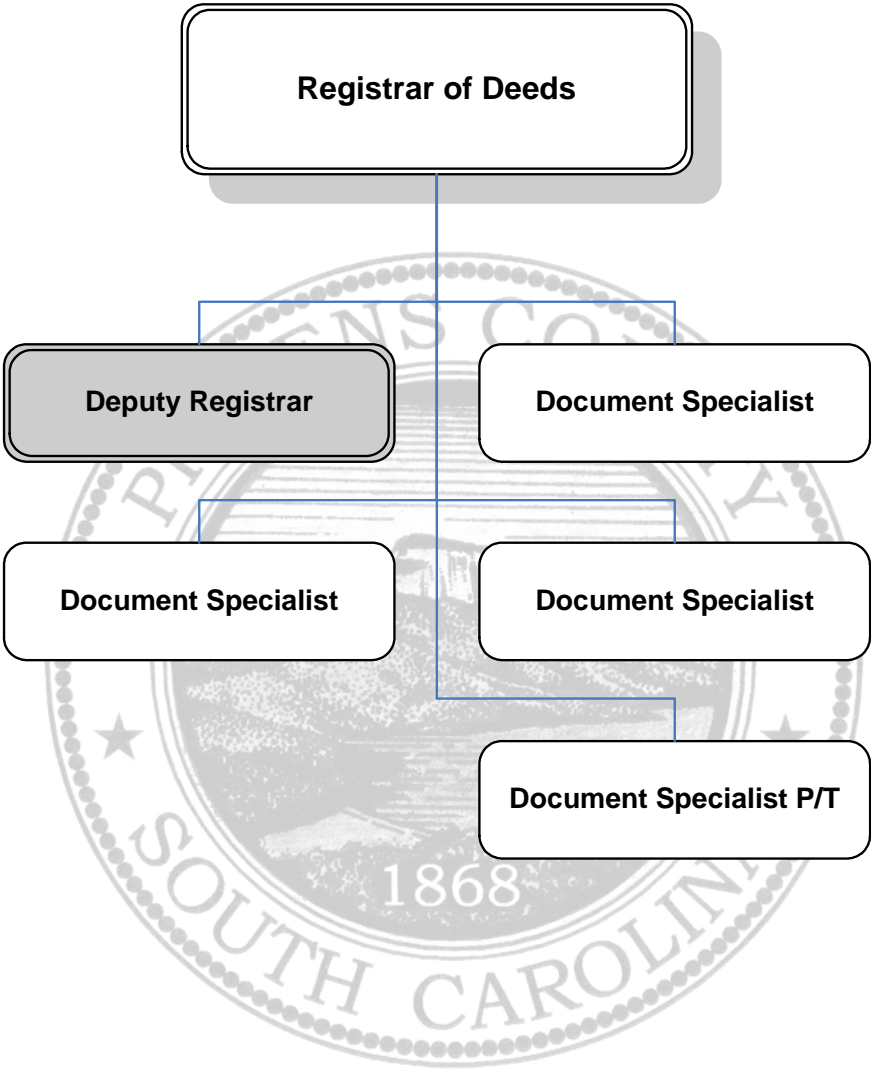 Registrar of Deeds
Deputy Registrar
Document Specialist
Document Specialist
Document Specialist
Document Specialist P/T
1868
SOUTH CAROLINA